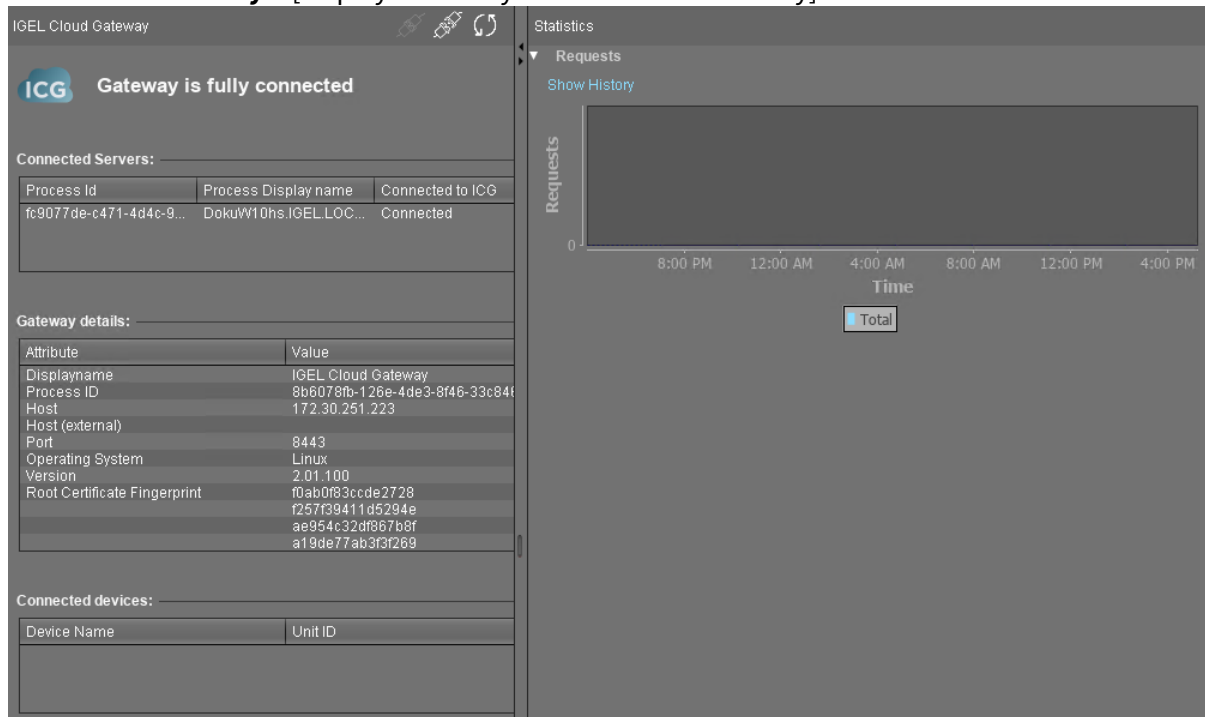 IGEL Cloud Gateway
ICG
Gateway is fully connected
Connected Servers:
Process Id Process Display name Connected to ICG
fc9077de-c471-4d4c-9... DokuW10hs.IGEL.LOC... Connected
Gateway details:
Attribute Value
Displayname IGEL Cloud Gateway
Process ID 8b6078fb-126e-4de3-8f46-33c846
Host 172.30.251.223
Host (external)
Port 8443
Operating System Linux
Version 2.01.100
Root Certificate Fingerprint f0ab0f83ccde2728
f257f39411d5294e
ae954c32df867b8f
a19de77ab3f3f269
Connected devices:
Device Name Unit ID
Statistics
Requests
Show History
Requests
0
8:00 PM 12:00 AM 4:00 AM 8:00 AM 12:00 PM 4:00 PM
Time
Total